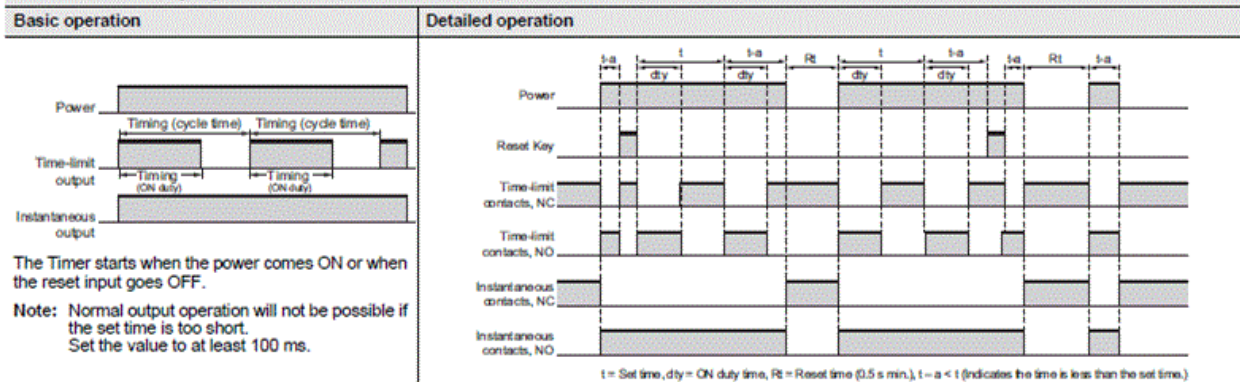 Basic operation
Power
Timing (cycle time) Timing (cycle time)
Time-limit
output
Timing
(ON duty)
Timing
(ON duty)
Instantaneous
output
The Timer starts when the power comes ON or when
the reset input goes OFF.
Note: Normal output operation will not be possible if
the set time is too short.
Set the value to at least 100 ms.
Detailed operation
t-a t t-a Rt t t-a t-a Rt t-a
dty dty dty dty
Power
Reset Key
Time-limit
contacts, NC
Time-limit
contacts, NO
Instantaneous
contacts, NC
Instantaneous
contacts, NO
t = Set time, dty = ON duty time, Rt = Reset time (0.5 s min.), t – a < t (Indicates the time is less than the set time.)